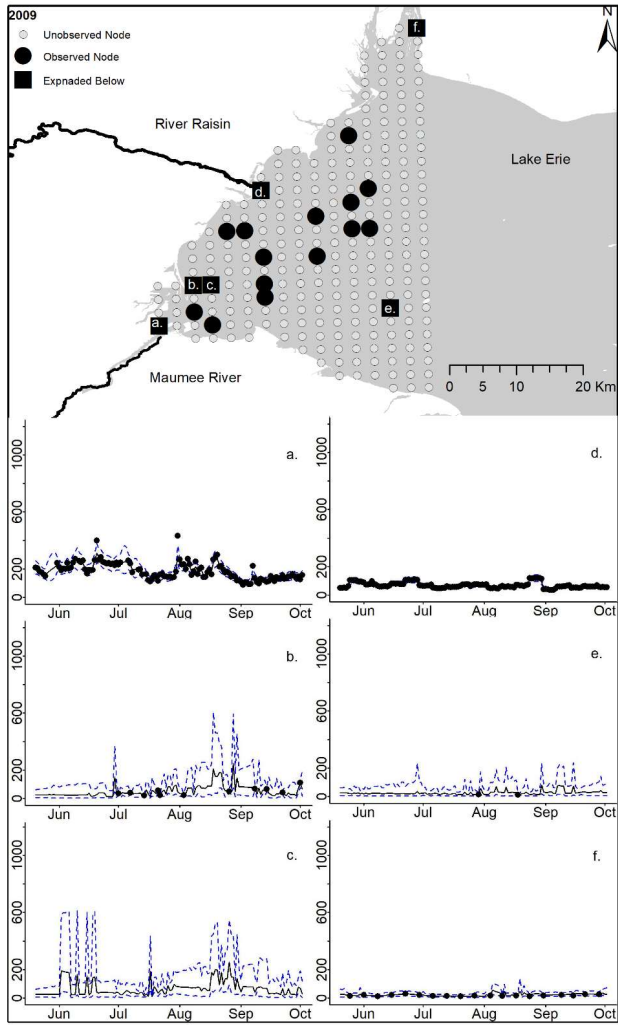 2009
N
Unobserved Node
Observed Node
Expnaded Below
f.
River Raisin
Lake Erie
d.
b. c.
e.
a.
Maumee River
0 5 10 20 Km
a.
0 200 600 1000
Jun Jul Aug Sep Oct
d.
0 200 600 1000
Jun Jul Aug Sep Oct
b.
0 200 600 1000
Jun Jul Aug Sep Oct
e.
0 200 600 1000
Jun Jul Aug Sep Oct
c.
0 200 600 1000
Jun Jul Aug Sep Oct
f.
0 200 600 1000
Jun Jul Aug Sep Oct